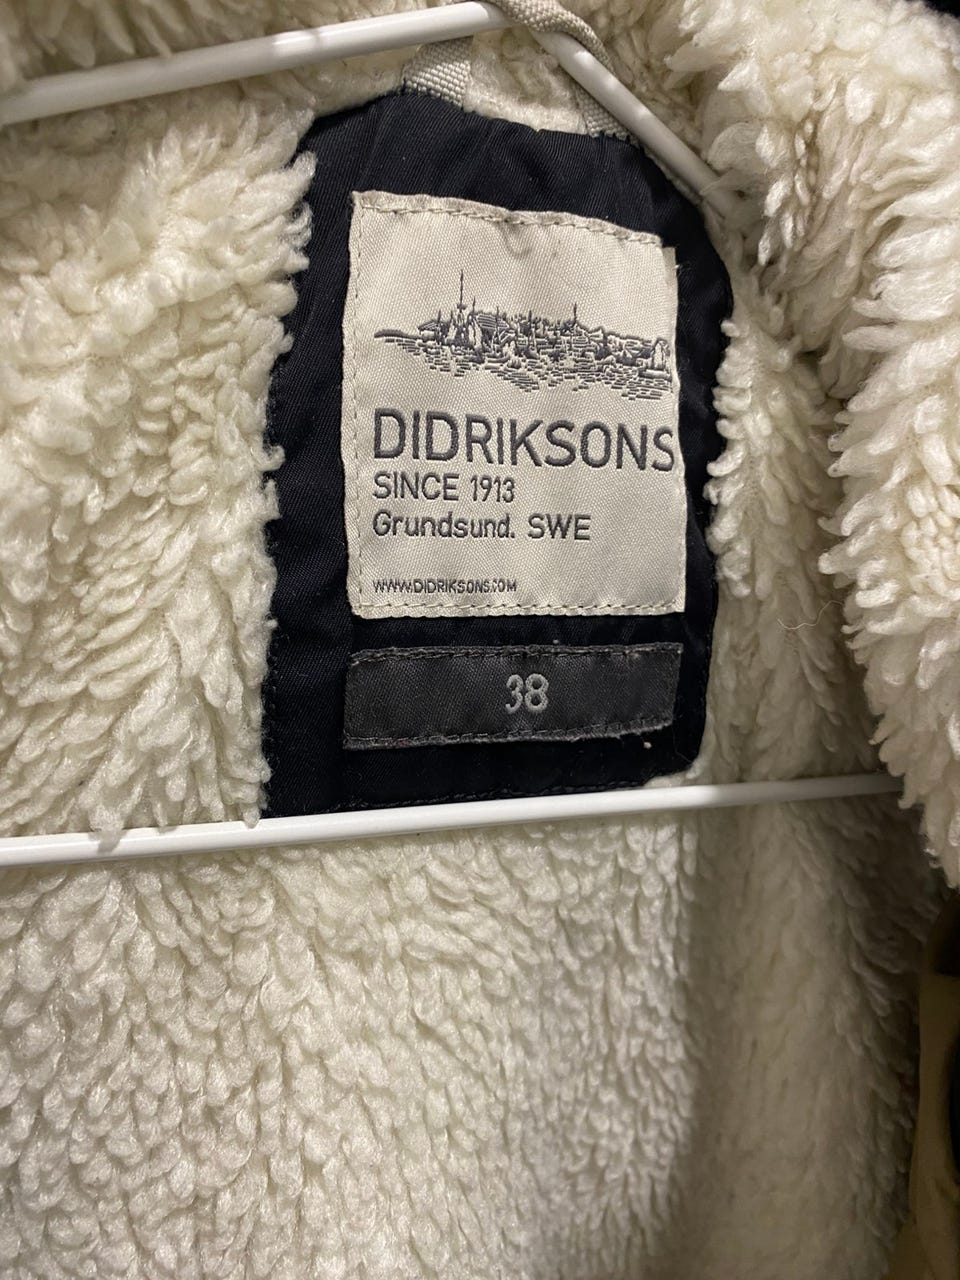 DIDRIKSONS
SINCE 1913
Grundsund. SWE
WWW.DIDRIKSONS.COM
38